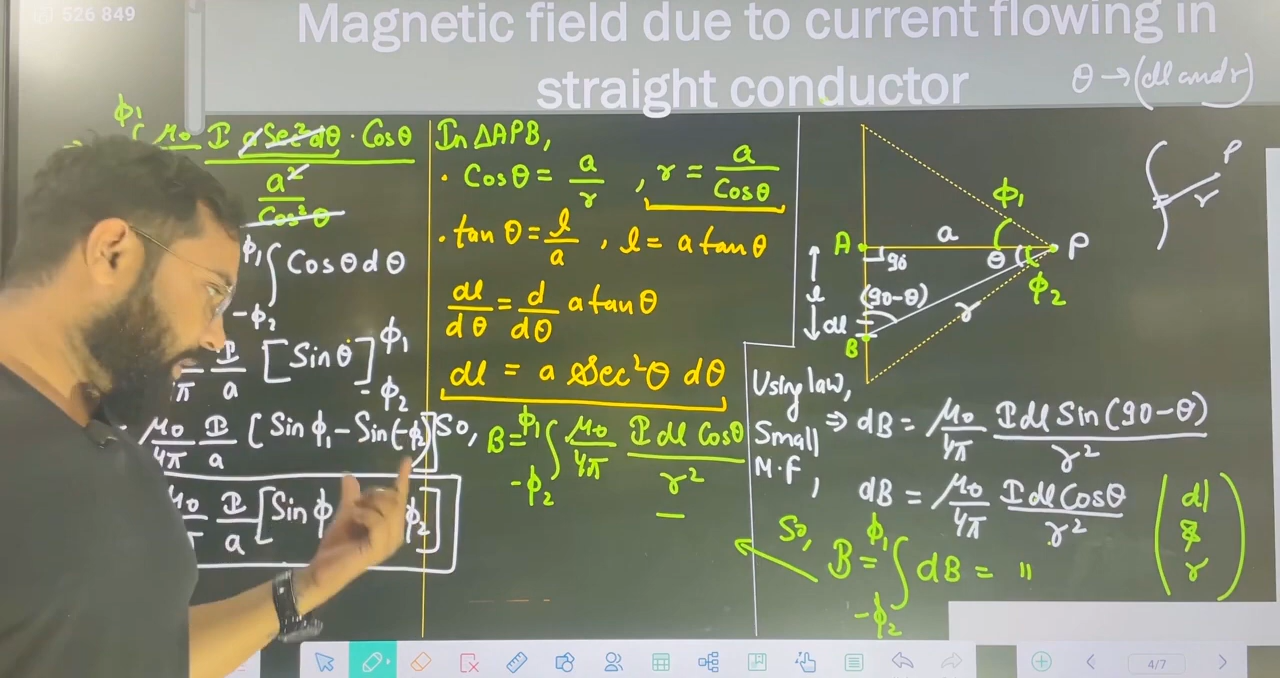 526 849
Magnetic field due to current flowing in
straight conductor
θ → (dl and r)
ϕ1
∫ μ0 I a Sec²θ dθ · Cosθ
a²
Cos²θ
ϕ1 ∫ Cosθ dθ
-ϕ2
π I/a [Sinθ] ϕ1 -ϕ2
μ0/4π I/a [Sin ϕ1 - Sin(-ϕ2)]
μ0/π I/a [Sin ϕ ϕ2]
In ΔAPB,
· Cosθ = a/r , r = a/Cosθ
· tan θ = l/a , l = a tan θ
dl/dθ = d/dθ a tan θ
dl = a Sec²θ dθ
So, B = ϕ1 ∫ -ϕ2 μ0/4π I dl Cosθ/r²
A
a
90
θ
ϕ1
P
ϕ2
l
(90-θ)
r
dl
B
P
r
Using law,
Small
M.F,
⇒ dB = μ0/4π I dl Sin(90-θ)/r²
dB = μ0/4π I dl Cosθ/r²
So, B = ϕ1 ∫ -ϕ2 dB = "
dl
r
4/7